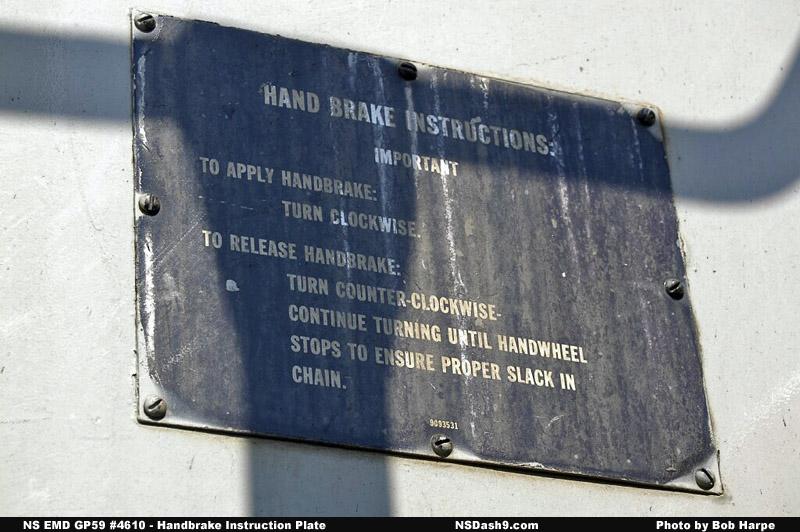 HAND BRAKE INSTRUCTIONS:
IMPORTANT
TO APPLY HANDBRAKE:
TURN CLOCKWISE.
TO RELEASE HANDBRAKE:
TURN COUNTER-CLOCKWISE-
CONTINUE TURNING UNTIL HANDWHEEL
STOPS TO ENSURE PROPER SLACK IN
CHAIN.
9093531
NS EMD GP59 #4610 - Handbrake Instruction Plate NSDash9.com Photo by Bob Harpe